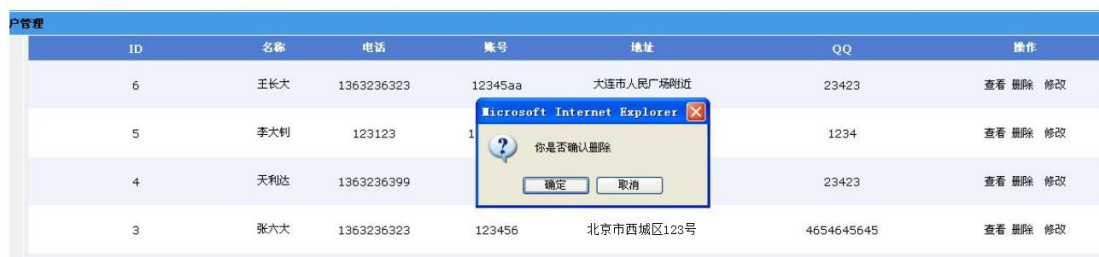 户管理
ID 名称 电话 账号 地址 QQ 操作
6 王长大 1363236323 12345aa 大连市人民广场附近 23423 查看 删除 修改
Microsoft Internet Explorer
5 李大钊 123123 1 1234 查看 删除 修改
你是否确认删除
4 天利达 1363236399 23423 查看 删除 修改
确定 取消
3 张六大 1363236323 123456 北京市西城区123号 4654645645 查看 删除 修改